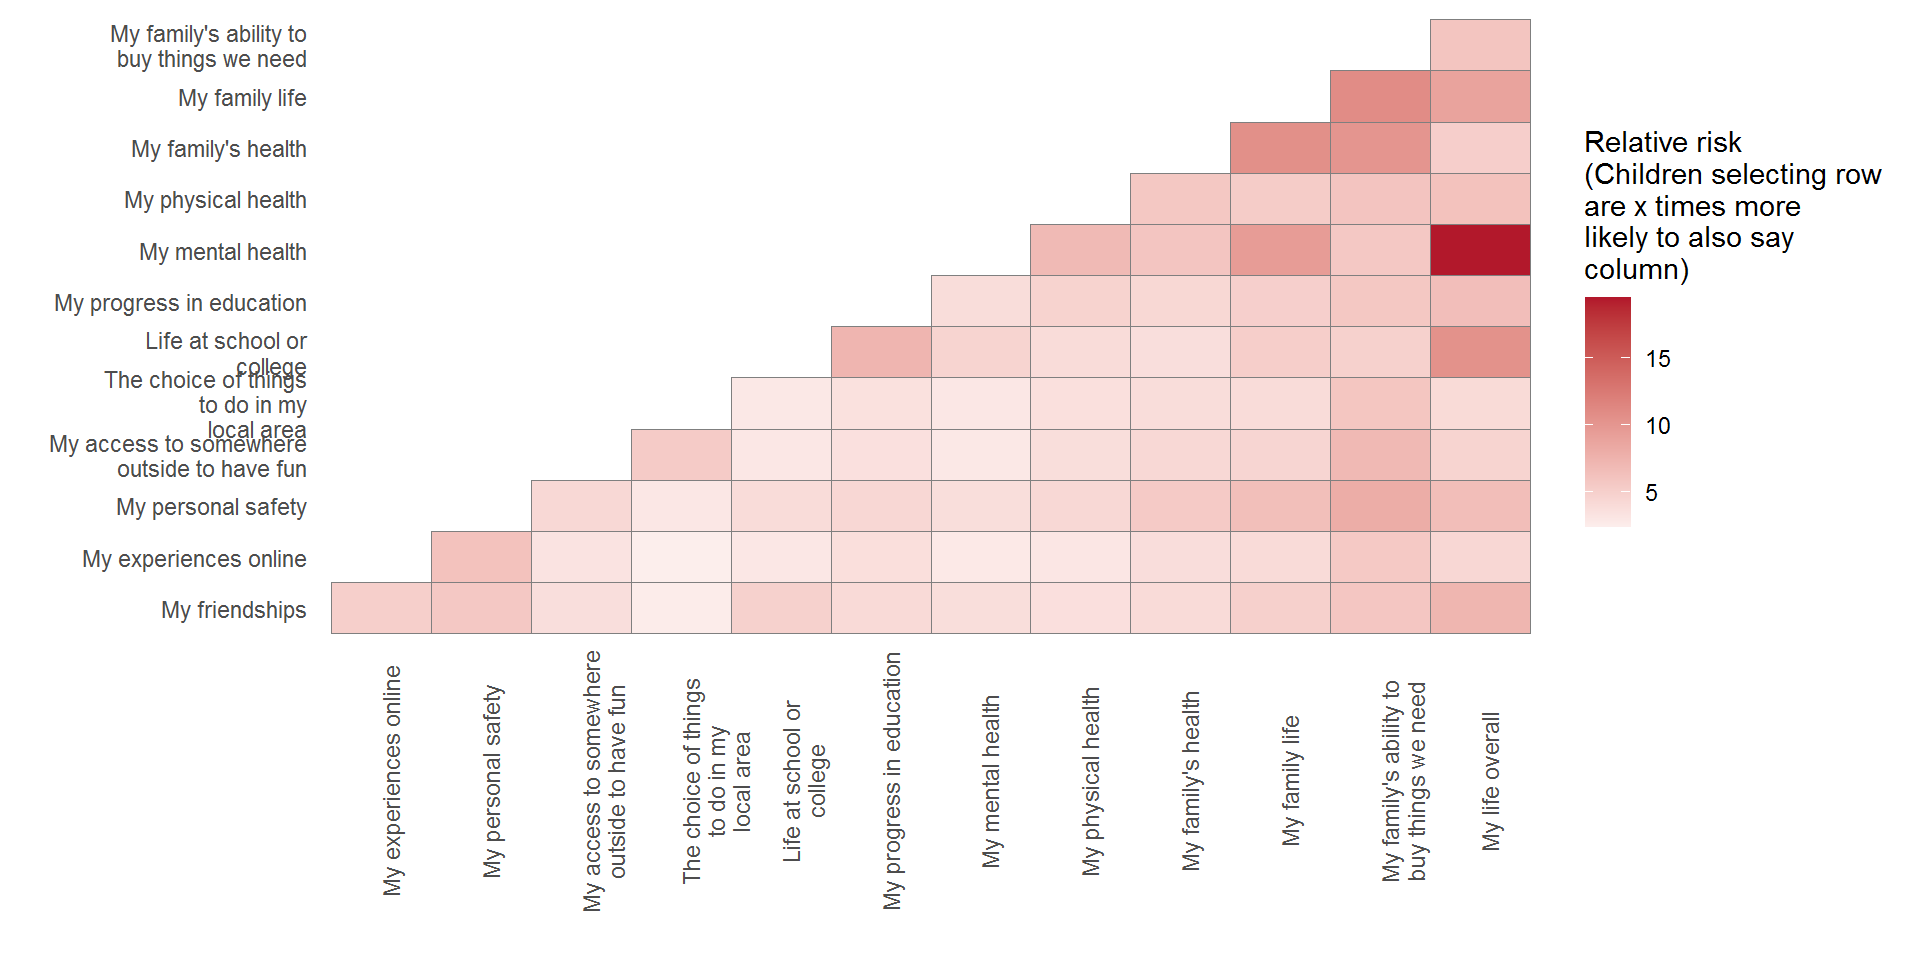 My family's ability to
buy things we need
My family life
My family's health
My physical health
My mental health
My progress in education
Life at school or
college
The choice of things
to do in my
local area
My access to somewhere
outside to have fun
My personal safety
My experiences online
My friendships
My experiences online
My personal safety
My access to somewhere
outside to have fun
The choice of things
to do in my
local area
Life at school or
college
My progress in education
My mental health
My physical health
My family's health
My family life
My family's ability to
buy things we need
My life overall
Relative risk
(Children selecting row
are x times more
likely to also say
column)
15
10
5